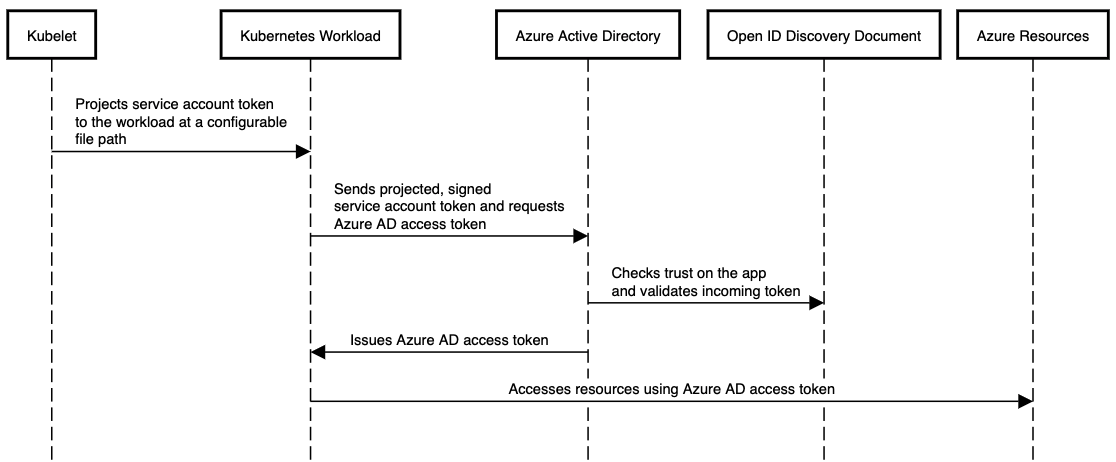 Kubelet
Kubernetes Workload
Azure Active Directory
Open ID Discovery Document
Azure Resources
Projects service account token
to the workload at a configurable
file path
Sends projected, signed
service account token and requests
Azure AD access token
Checks trust on the app
and validates incoming token
Issues Azure AD access token
Accesses resources using Azure AD access token